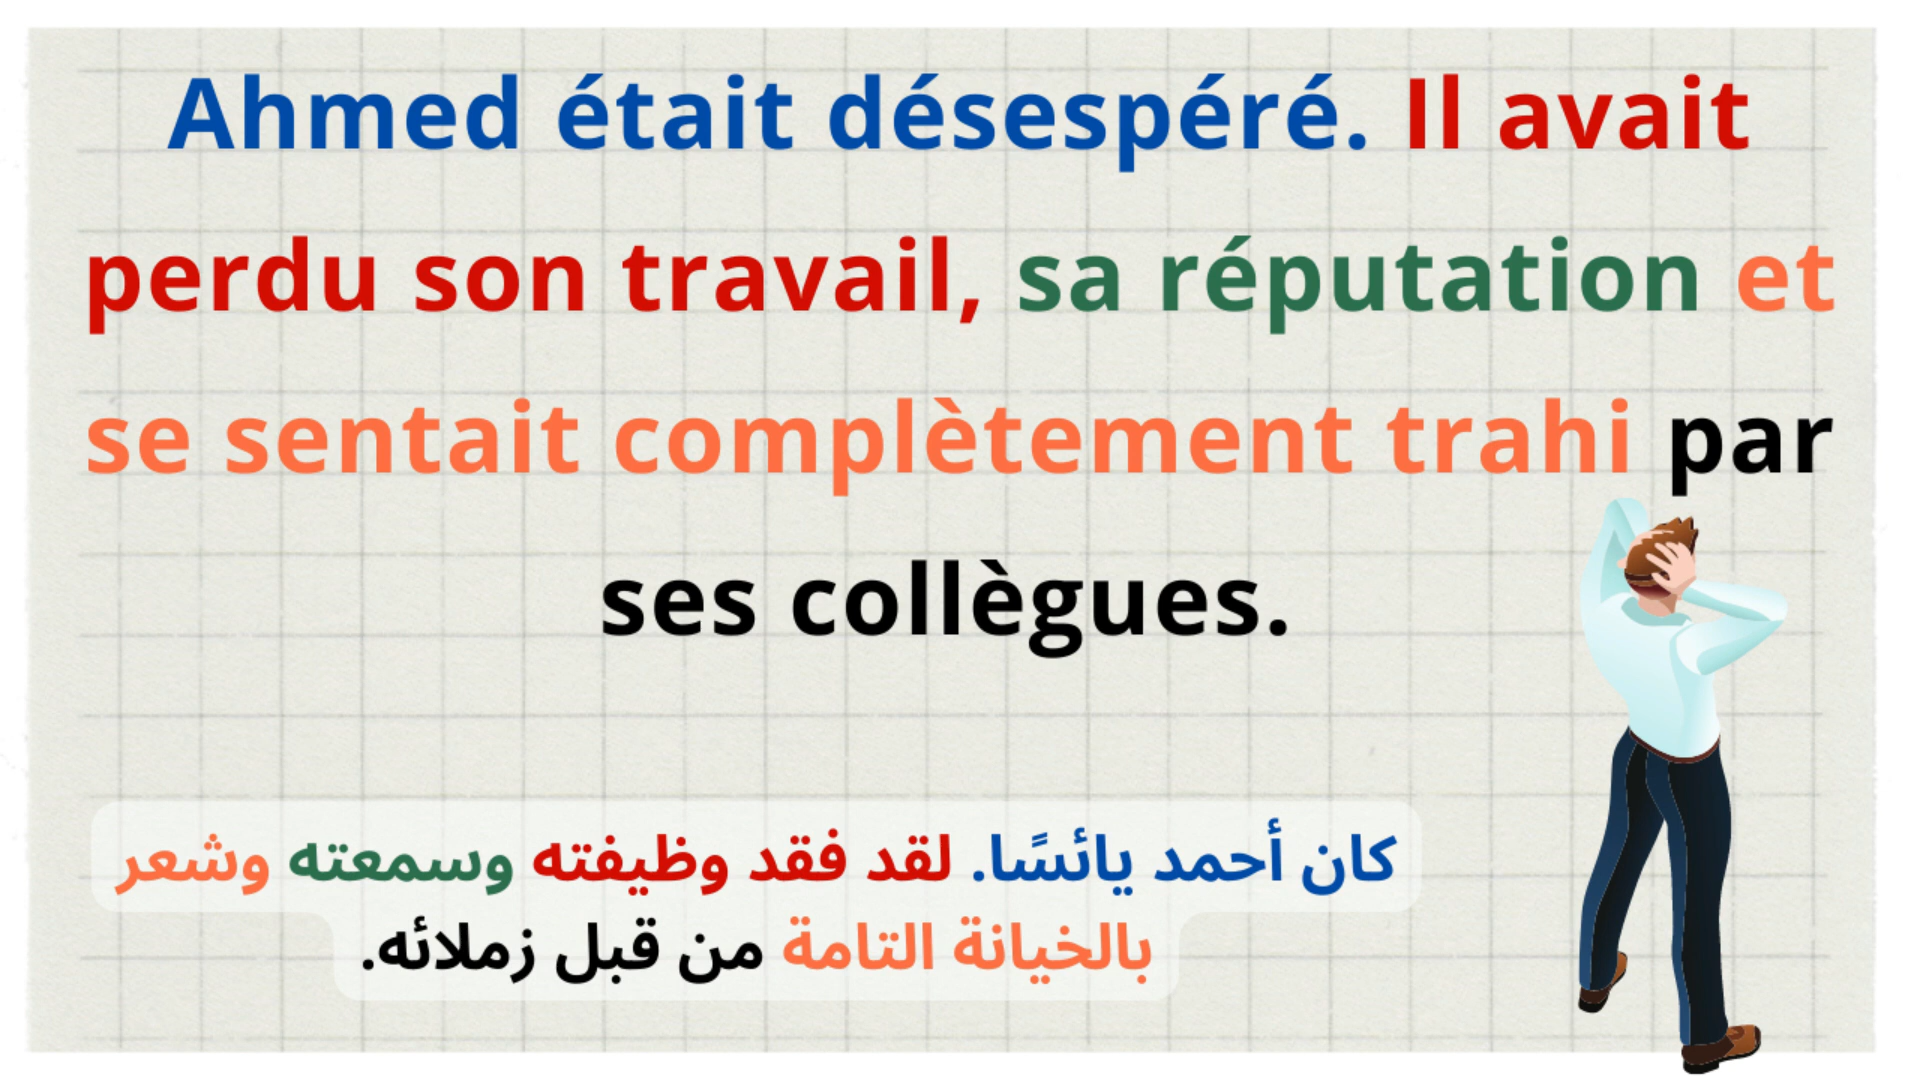 Ahmed était désespéré. Il avait
perdu son travail, sa réputation et
se sentait complètement trahi par
ses collègues.
كان أحمد يائسًا. لقد فقد وظيفته وسمعته وشعر
بالخيانة التامة من قبل زملائه.